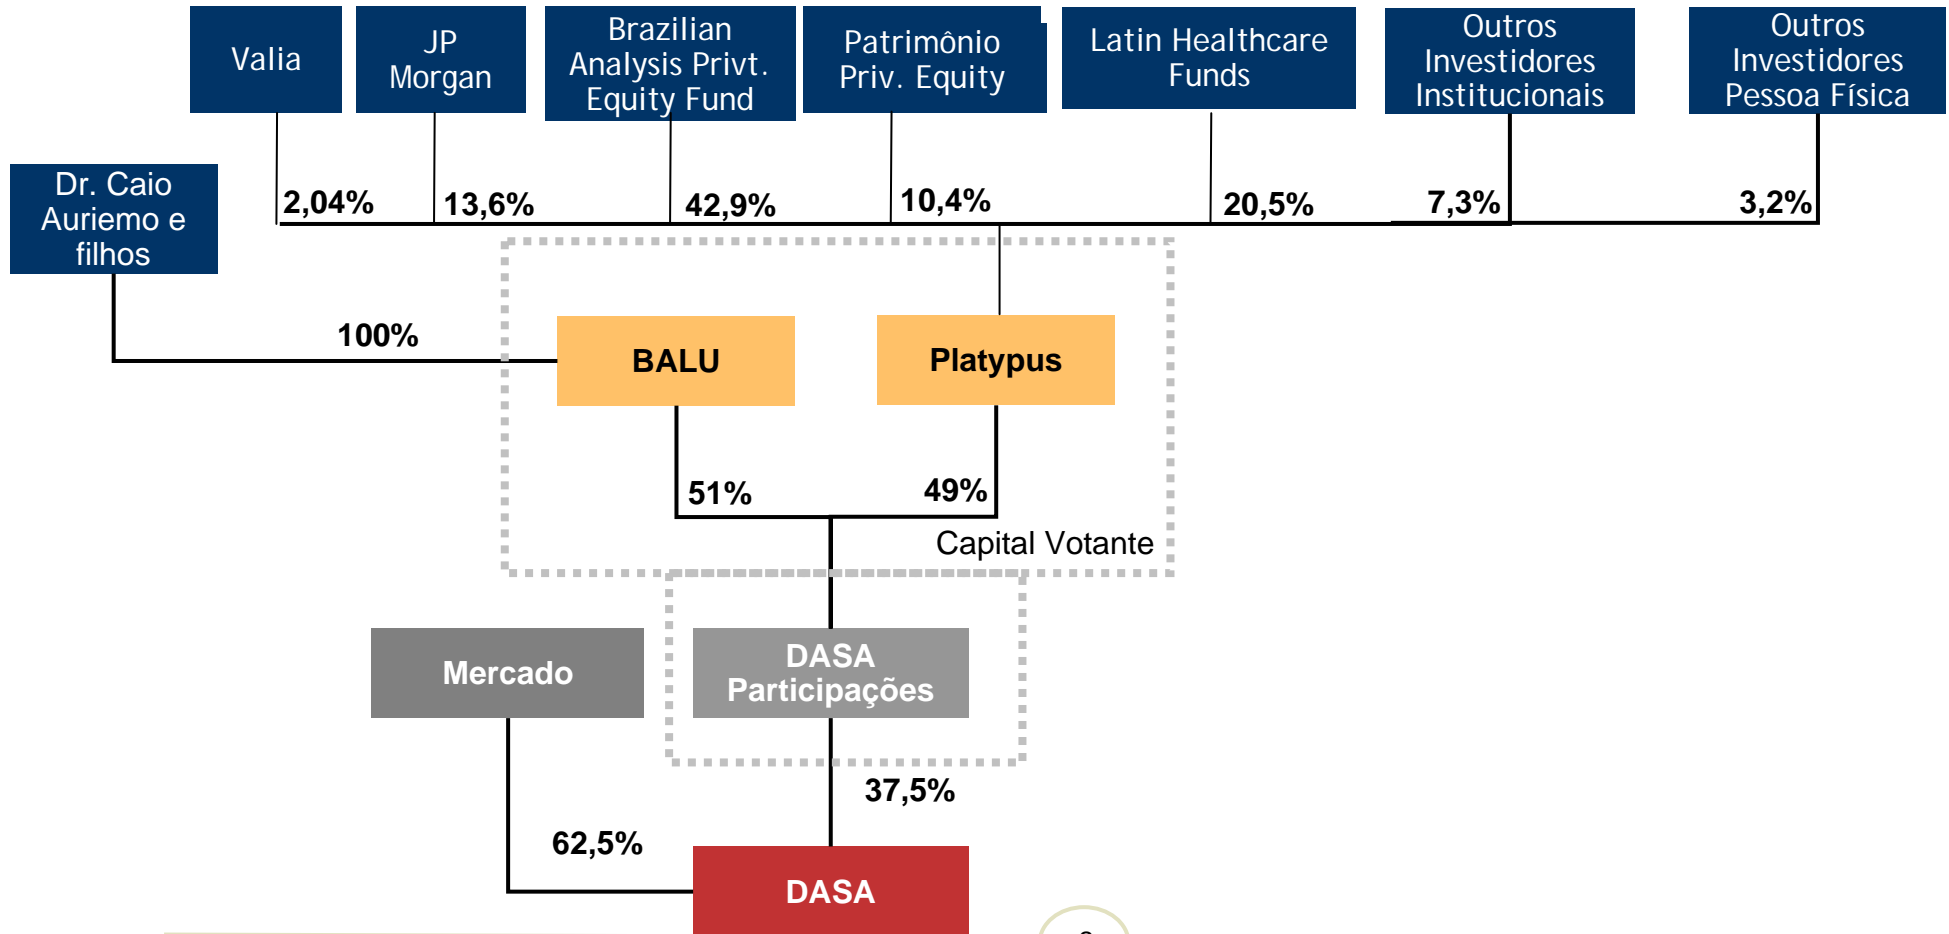 Valia
JP
Morgan
Brazilian
Analysis Privt.
Equity Fund
Patrimônio
Priv. Equity
Latin Healthcare
Funds
Outros
Investidores
Institucionais
Outros
Investidores
Pessoa Física
Dr. Caio
Auriemo e
filhos
2,04%
13,6%
42,9%
10,4%
20,5%
7,3%
3,2%
100%
BALU
Platypus
51%
49%
Capital Votante
Mercado
DASA
Participações
37,5%
62,5%
DASA